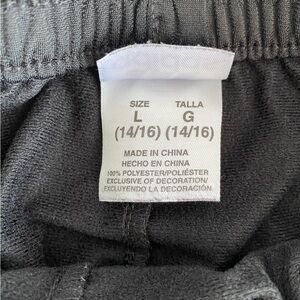 SIZE TALLA
L G
(14/16) (14/16)
MADE IN CHINA
HECHO EN CHINA
100% POLYESTER/POLIÉSTER
EXCLUSIVE OF DECORATION/
EXCLUYENDO LA DECORACIÓN.